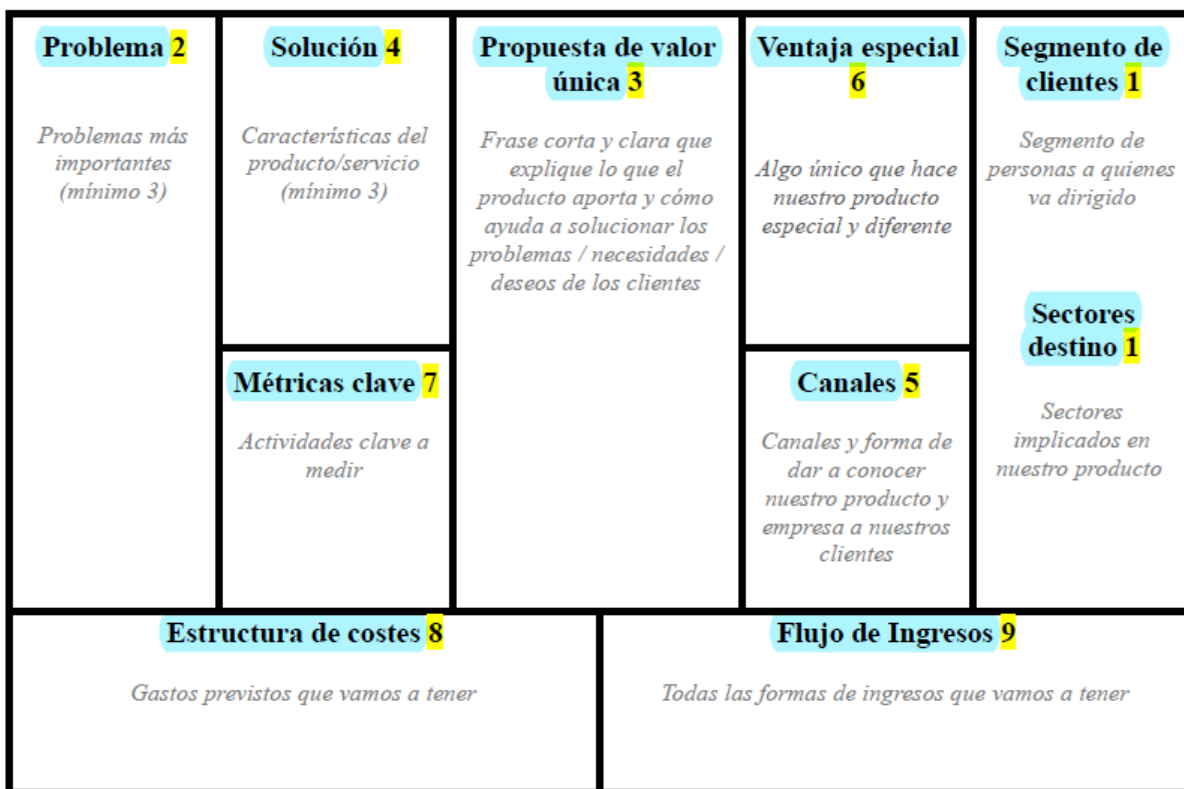 Problema 2
Problemas más
importantes
(mínimo 3)
Solución 4
Características del
producto/servicio
(mínimo 3)
Métricas clave 7
Actividades clave a
medir
Propuesta de valor
única 3
Frase corta y clara que
explique lo que el
producto aporta y cómo
ayuda a solucionar los
problemas / necesidades /
deseos de los clientes
Ventaja especial
6
Algo único que hace
nuestro producto
especial y diferente
Canales 5
Canales y forma de
dar a conocer
nuestro producto y
empresa a nuestros
clientes
Segmento de
clientes 1
Segmento de
personas a quienes
va dirigido
Sectores
destino 1
Sectores
implicados en
nuestro producto
Estructura de costes 8
Gastos previstos que vamos a tener
Flujo de Ingresos 9
Todas las formas de ingresos que vamos a tener